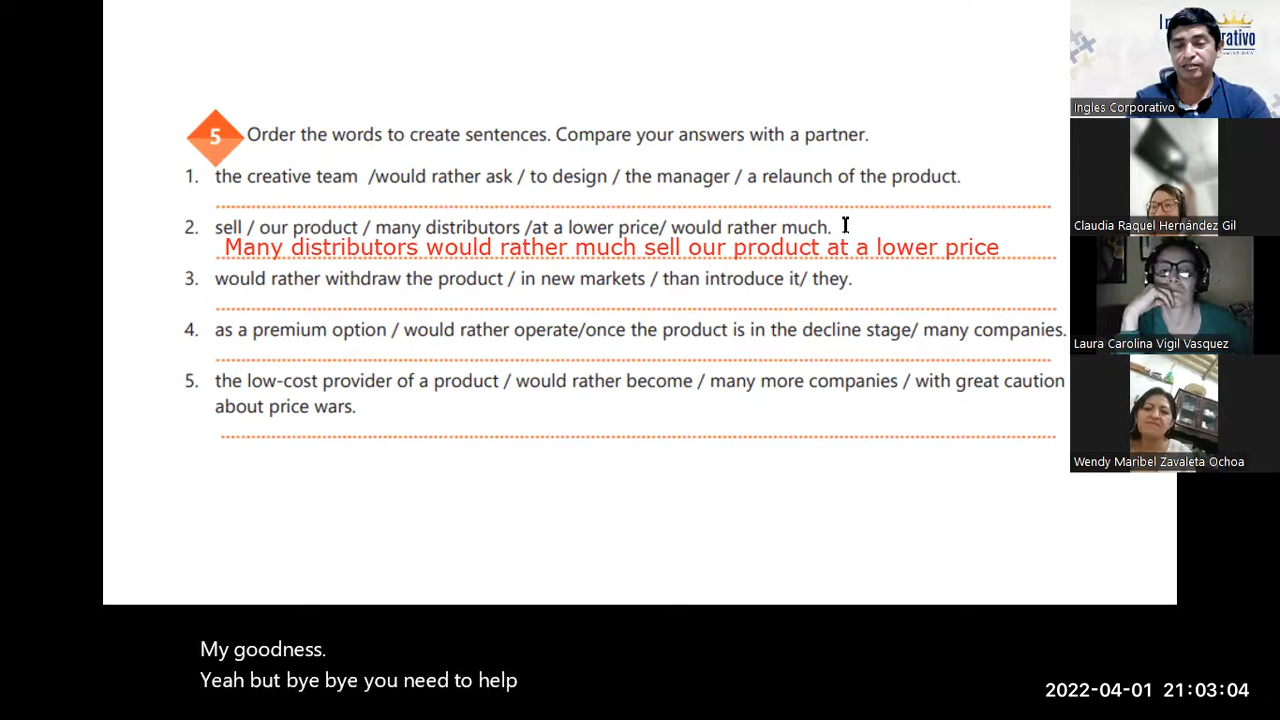 5 Order the words to create sentences. Compare your answers with a partner.
1. the creative team /would rather ask / to design / the manager / a relaunch of the product.
2. sell / our product / many distributors /at a lower price/ would rather much.
Many distributors would rather much sell our product at a lower price
3. would rather withdraw the product / in new markets / than introduce it/ they.
4. as a premium option / would rather operate/once the product is in the decline stage/ many companies.
5. the low-cost provider of a product / would rather become / many more companies / with great caution
about price wars.
Ingles Corporativo
Claudia Raquel Hernández Gil
Laura Carolina Vigil Vasquez
Wendy Maribel Zavaleta Ochoa
My goodness.
Yeah but bye bye you need to help
2022-04-01 21:03:04